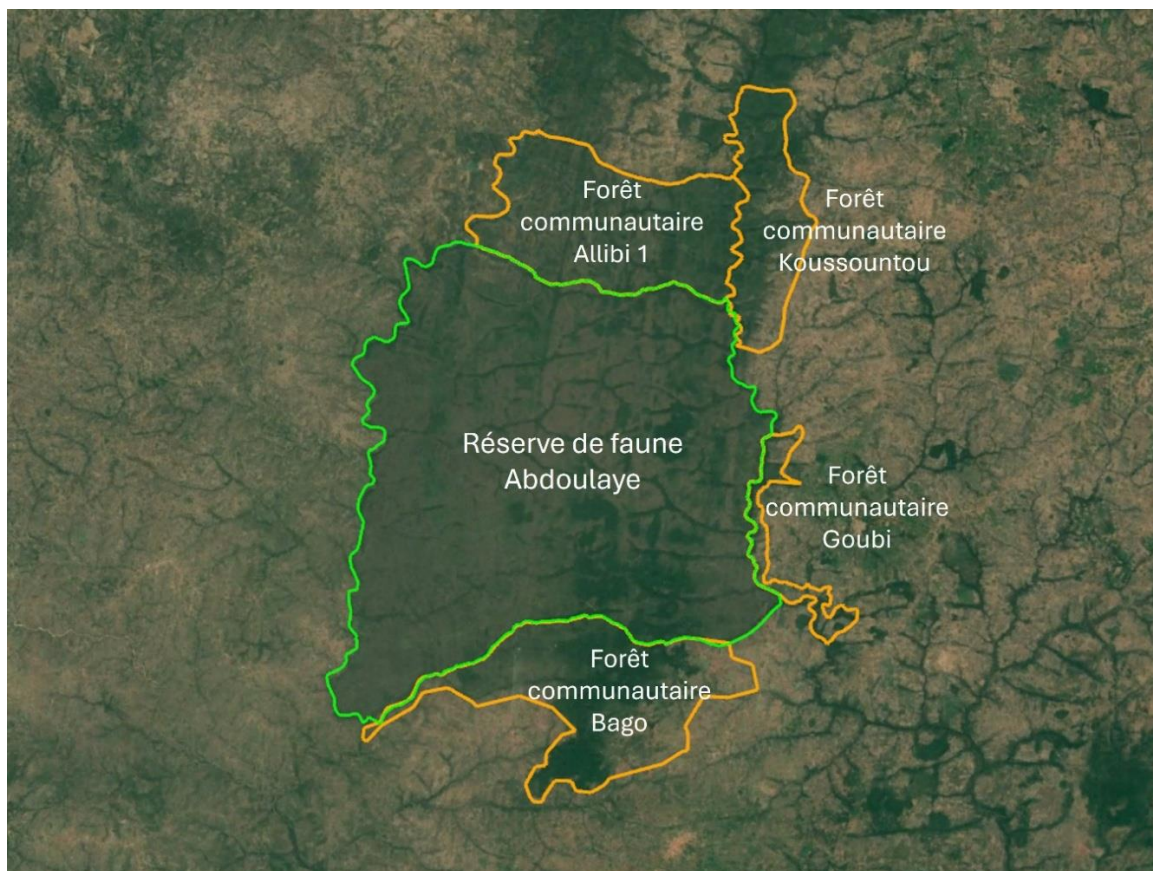 Forêt
communautaire
Allibi 1
Forêt
communautaire
Koussountou
Réserve de faune
Abdoulaye
Forêt
communautaire
Goubi
Forêt
communautaire
Bago